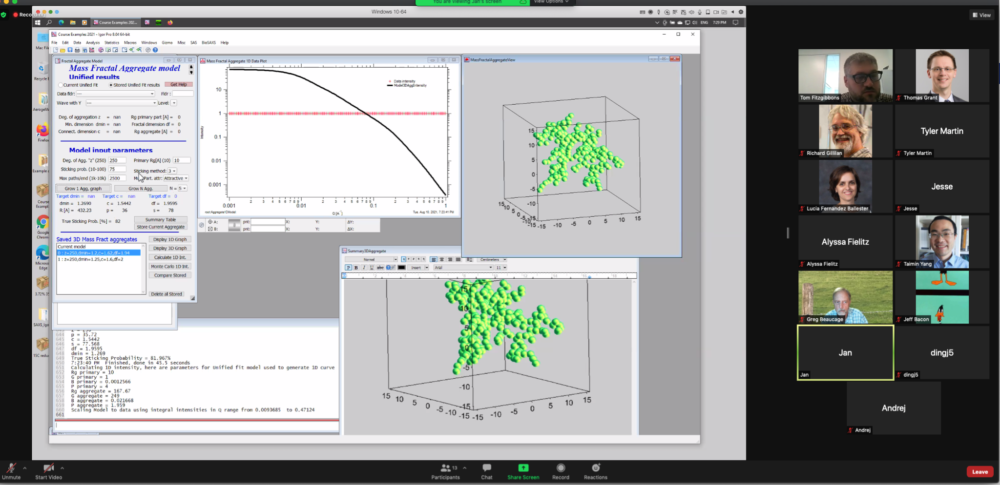 You are viewing Jan's screen
View Options
Recording
Windows 10-64
View
Course Examples 202...
ENG
7:29 PM
Course Examples 2021 - Igor Pro 8.04 64-bit
File Edit Data Analysis Statistics Macros Windows Gizmo Misc SAS BioSAXS Help
Mac File
Recycle B
AerogelW
Firefox
Example d
Course
Exampl.
Google
Chrom
Microso
Edge
3.72% 35
SAXS_Igo
15C redu
Fractal Aggregate Model
Mass Fractal Aggregate model
Unified results
Current Unified Fit
Stored Unified Fit results
Get Help
Data fldr: ---
Fldr :
Wave with Y ---
Level:
Deg. of aggregation z = nan
Rg primary part [A] = 0
Min. dimension dmin = nan
Fractal dimension df = 0
Connect. dimension c = nan
Rg aggregate [A] = 0
Model input parameters
Deg. of Agg. "z" (250) 250
Primary Rg[A] (10) 10
Sticking prob. (10-100) 75
Sticking method: 3
Max paths/end (1k-10k) 2500
Part. attr: Attractive
Grow 1 Agg, graph
Grow N Agg.
N = 5
Target dmin = nan Target c = nan Target df = 0
dmin = 1.2690 c = 1.5442 df = 1.9595
R [A] = 432.23 p = 36 s = 78
True Sticking Prob. [%] = 82
Summary Table
Store Current Aggregate
Saved 3D Mass Fract aggregates
Current model
0 : z=250,dmin=1.2,c=1.62,df=1.94
1 : z=250,dmin=1.25,c=1.6,df=2
Display 1D Graph
Display 3D Graph
Calculate 1D Int.
Monte Carlo 1D Int.
Compare Stored
Delete all Stored
Mass Fractal Aggregate 1D Data Plot
Data intensity
Model3DAggIntensity
10
1
0.1
0.01
0.001
Intensity
0.001 2 3 4 5 6 7 8 9 0.01 2 3 4 5 6 7 8 9 0.1 2 3 4 5 6 7 8 9 1
root:Aggregate1DModel:
Q [A⁻¹]
Tue, Aug 10, 2021, 7:23:41 PM
A: pnt: X: Y: ΔY:
B: pnt: X: Y: ΔX:
MassFractalAggregateView
15
10
5
0
-5
-10
-15
15 10 5 0 -5 -10 -15
-15 -10 -5 0 5 10 15
Summary3DAggregate
Normal
Centimeters
P B I U abc
Insert
Arial
11
2 4 6 8 10 12 14 16 18
15
10
5
0
-5
-10
-15
15 10 5 0 -5 -10 -15
-15 -10 -5 0 5 10 15
644
645 p = 35.72
646 c = 1.5442
646 s = 77.568
647 df = 1.9595
648 dmin = 1.269
649 True Sticking Probability = 81.967%
650 7:23:40 PM Finished, done in 45.5 seconds
651 Calculating 1D intensity, here are parameters for Unified fit model used to generate 1D curve
652 Rg primary = 10
653 G primary = 1
654 B primary = 0.0012566
655 P primary = 4
656 Rg aggregate = 167.67
657 G aggregate = 249
658 B aggregate = 0.021668
659 P aggregate = 1.959
660 Scaling Model to data using integral intensities in Q range from 0.0093685 to 0.47124
661
Tom Fitzgibbons
Thomas Grant
Richard Gillilan
Tyler Martin
Tyler Martin
Lucia Fernandez Ballester
Jesse
Jesse
Alyssa Fielitz
Alyssa Fielitz
Taimin Yang
Greg Beaucage
Jeff Bacon
Jan
Jan
dingj5
dingj5
Andrej
Andrej
Unmute
Start Video
Participants
13
Chat
Share Screen
Record
Reactions
Leave